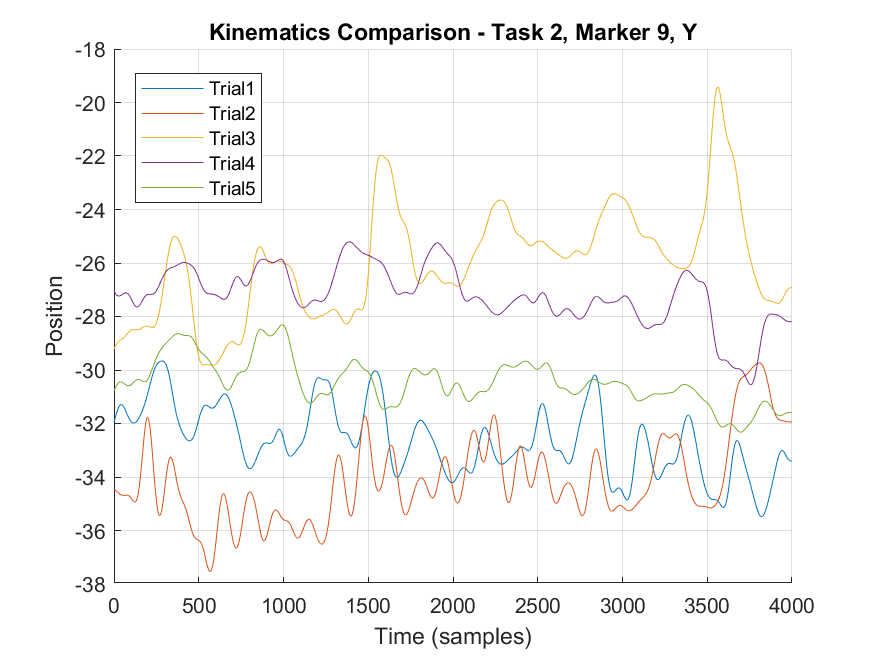 Kinematics Comparison - Task 2, Marker 9, Y
-18
-20
-22
-24
-26
-28
-30
-32
-34
-36
-38
Position
Trial1
Trial2
Trial3
Trial4
Trial5
0 500 1000 1500 2000 2500 3000 3500 4000
Time (samples)